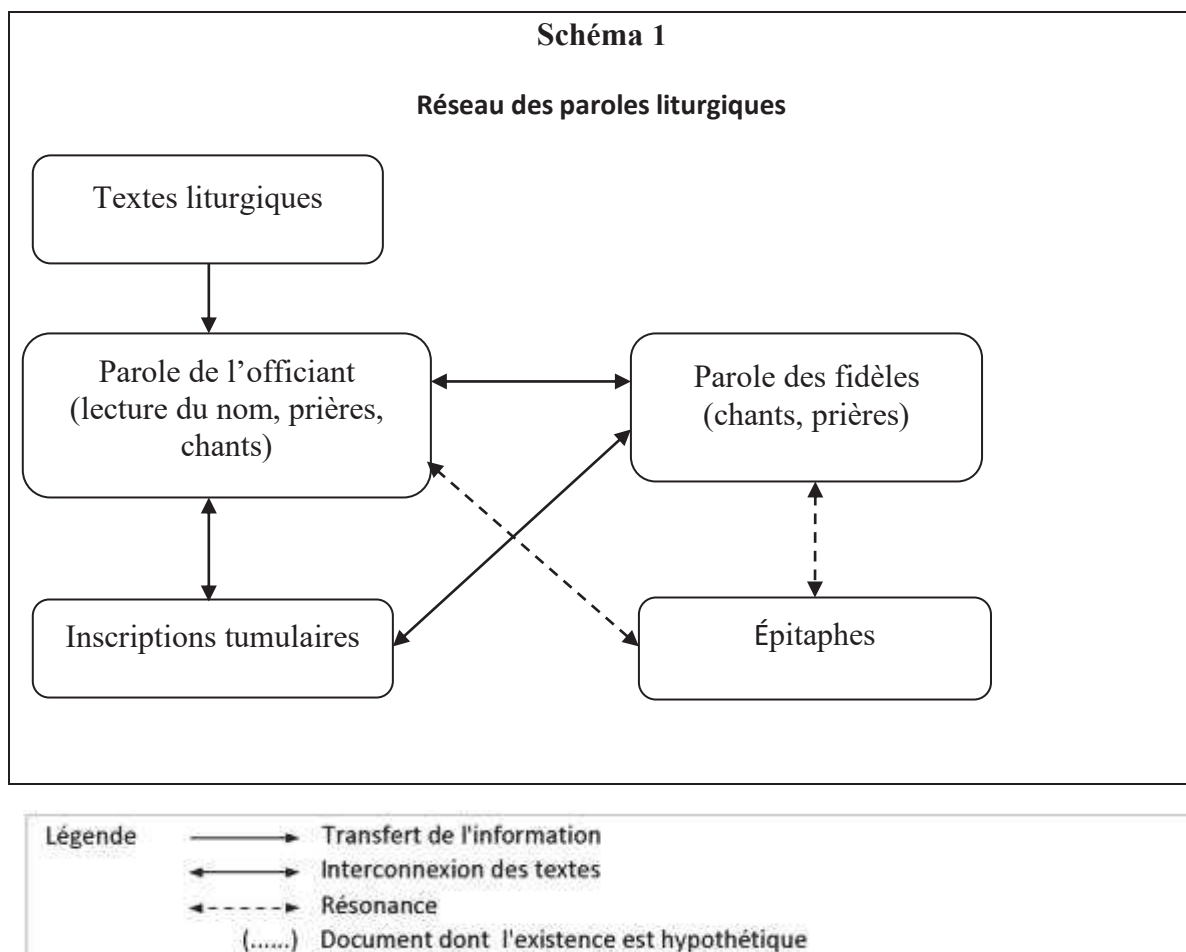 Schéma 1
Réseau des paroles liturgiques
Textes liturgiques
Parole de l’officiant
(lecture du nom, prières,
chants)
Parole des fidèles
(chants, prières)
Inscriptions tumulaires
Épitaphes
Légende
Transfert de l'information
Interconnexion des textes
Résonance
(......) Document dont l'existence est hypothétique